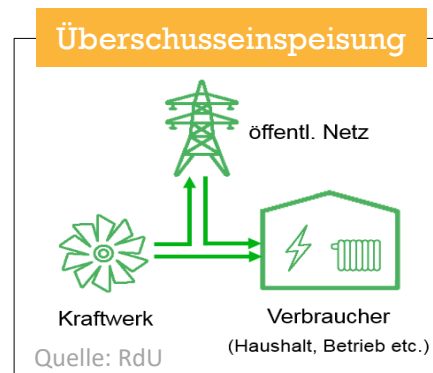 Überschusseinspeisung
öffentl. Netz
Kraftwerk
Verbraucher
(Haushalt, Betrieb etc.)
Quelle: RdU